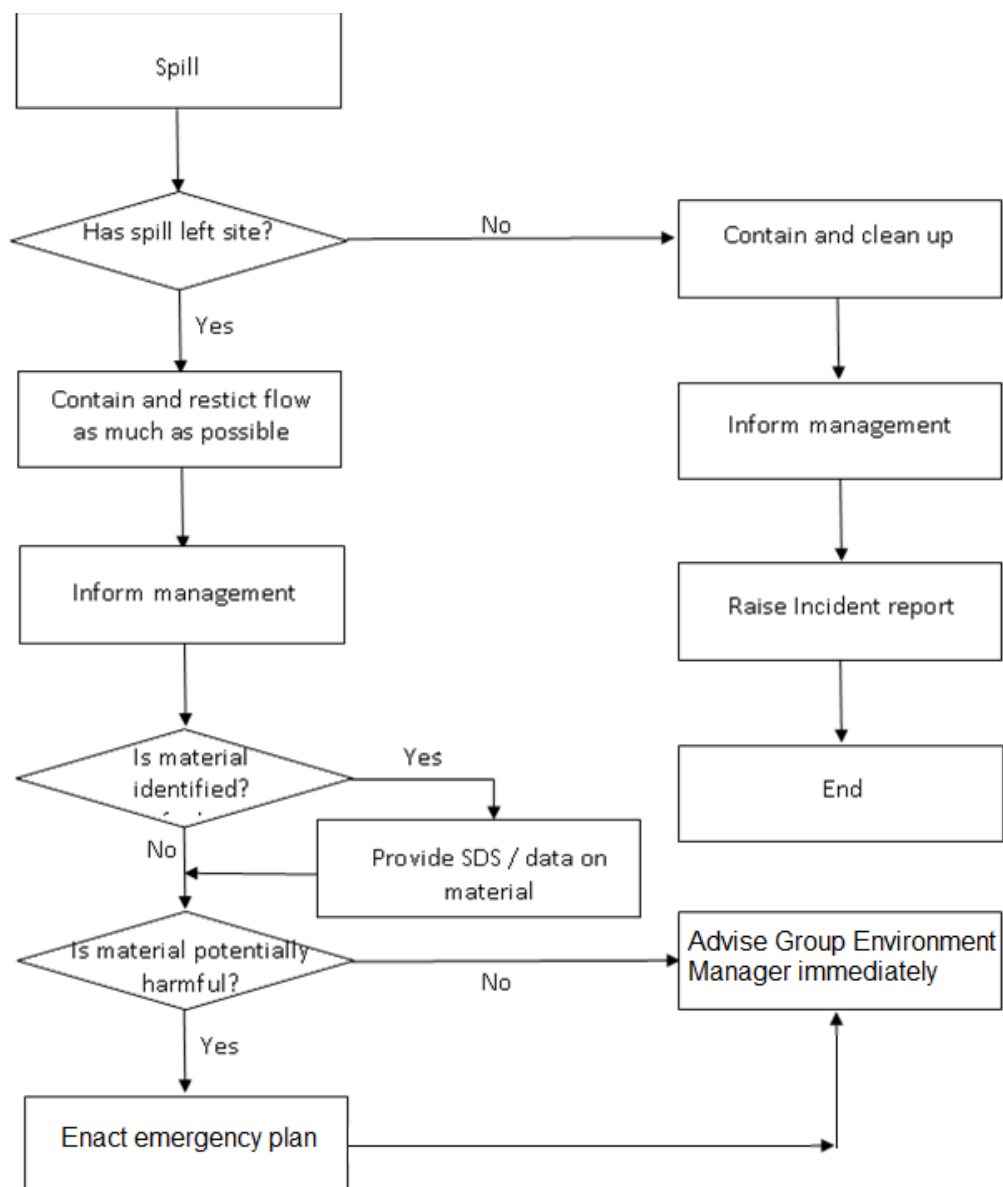 Spill
Has spill left site?
No
Contain and clean up
Yes
Contain and restict flow
as much as possible
Inform management
Inform management
Raise Incident report
Is material
identified?
Yes
End
No
Provide SDS / data on
material
Is material potentially
harmful?
No
Advise Group Environment
Manager immediately
Yes
Enact emergency plan